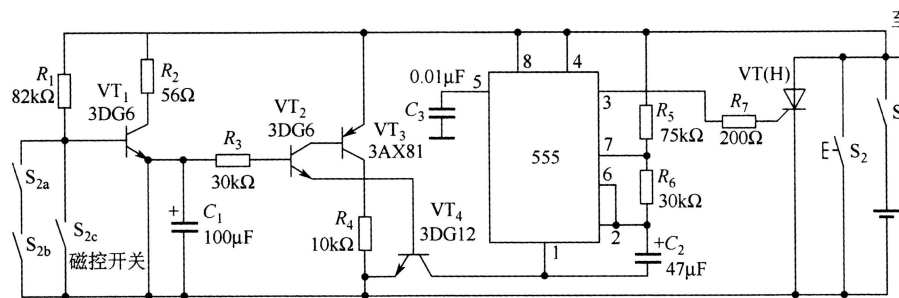 R1
82kΩ
VT1
3DG6
R2
56Ω
S2a
S2b
S2c
磁控开关
C1
+
100μF
R3
30kΩ
VT2
3DG6
VT3
3AX81
R4
10kΩ
VT4
3DG12
0.01μF
C3
5
8
4
3
555
7
6
2
1
R5
75kΩ
R6
30kΩ
+C2
47μF
R7
200Ω
VT(H)
S2
S